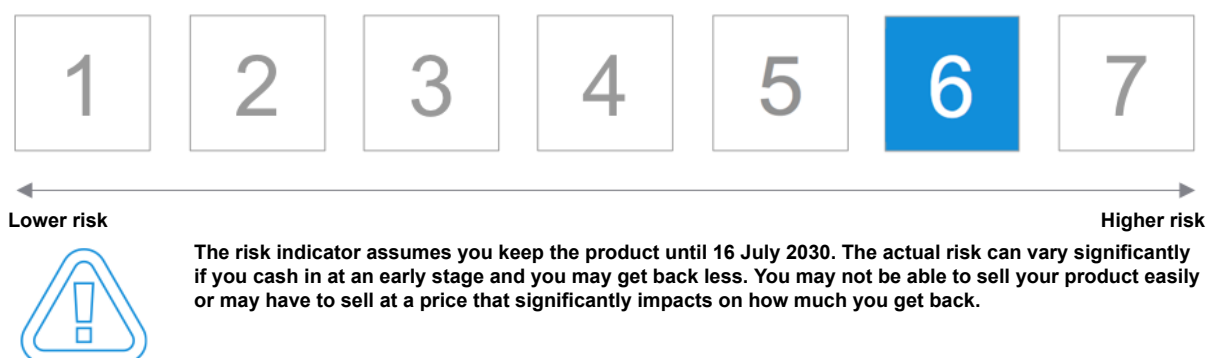 1 2 3 4 5 6 7
Lower risk Higher risk
The risk indicator assumes you keep the product until 16 July 2030. The actual risk can vary significantly
if you cash in at an early stage and you may get back less. You may not be able to sell your product easily
or may have to sell at a price that significantly impacts on how much you get back.